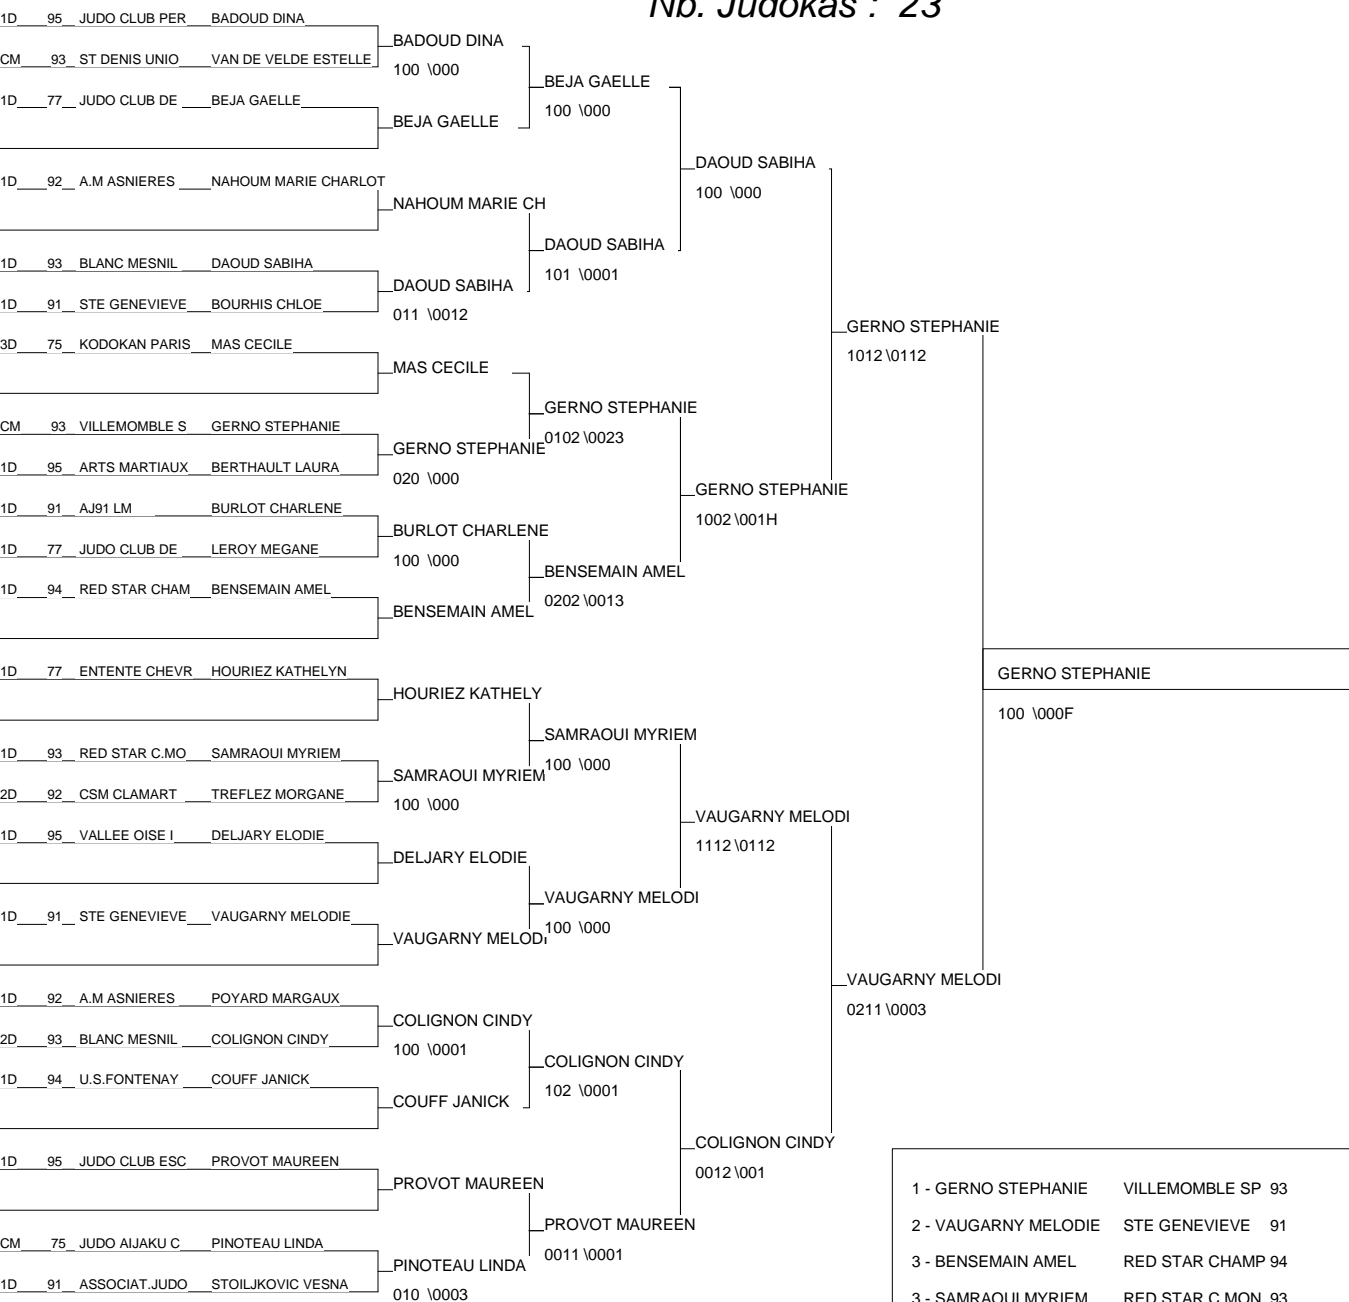 Nb. Judokas : 23
1D 95 JUDO CLUB PER BADOUD DINA
BADOUD DINA
CM 93 ST DENIS UNIO VAN DE VELDE ESTELLE
100 \000
BEJA GAELLE
1D 77 JUDO CLUB DE BEJA GAELLE
100 \000
BEJA GAELLE
DAOUD SABIHA
1D 92 A.M ASNIERES NAHOUM MARIE CHARLOT
100 \000
NAHOUM MARIE CH
DAOUD SABIHA
1D 93 BLANC MESNIL DAOUD SABIHA
101 \0001
DAOUD SABIHA
1D 91 STE GENEVIEVE BOURHIS CHLOE
011 \0012
GERNO STEPHANIE
3D 75 KODOKAN PARIS MAS CECILE
1012 \0112
MAS CECILE
GERNO STEPHANIE
CM 93 VILLEMOMBLE S GERNO STEPHANIE
0102 \0023
GERNO STEPHANIE
1D 95 ARTS MARTIAUX BERTHAULT LAURA
020 \000
GERNO STEPHANIE
1D 91 AJ91 LM BURLOT CHARLENE
1002 \001H
BURLOT CHARLENE
1D 77 JUDO CLUB DE LEROY MEGANE
100 \000
BENSEMAIN AMEL
1D 94 RED STAR CHAM BENSEMAIN AMEL
0202 \0013
BENSEMAIN AMEL
1D 77 ENTENTE CHEVR HOURIEZ KATHELYN
GERNO STEPHANIE
HOURIEZ KATHELY
100 \000F
SAMRAOUI MYRIEM
1D 93 RED STAR C.MO SAMRAOUI MYRIEM
100 \000
SAMRAOUI MYRIEM
2D 92 CSM CLAMART TREFLEZ MORGANE
100 \000
VAUGARNY MELODI
1D 95 VALLEE OISE I DELJARY ELODIE
1112 \0112
DELJARY ELODIE
VAUGARNY MELODI
1D 91 STE GENEVIEVE VAUGARNY MELODIE
100 \000
VAUGARNY MELODI
VAUGARNY MELODI
1D 92 A.M ASNIERES POYARD MARGAUX
0211 \0003
COLIGNON CINDY
2D 93 BLANC MESNIL COLIGNON CINDY
100 \0001
COLIGNON CINDY
1D 94 U.S.FONTENAY COUFF JANICK
102 \0001
COUFF JANICK
COLIGNON CINDY
1D 95 JUDO CLUB ESC PROVOT MAUREEN
0012 \001
PROVOT MAUREEN
1 - GERNO STEPHANIE VILLEMOMBLE SP 93
PROVOT MAUREEN
2 - VAUGARNY MELODIE STE GENEVIEVE 91
CM 75 JUDO AIJAKU C PINOTEAU LINDA
0011 \0001
PINOTEAU LINDA
3 - BENSEMAIN AMEL RED STAR CHAMP 94
1D 91 ASSOCIAT.JUDO STOILJKOVIC VESNA
010 \0003
3 - SAMRAOUI MYRIEM RED STAR C.MON 93